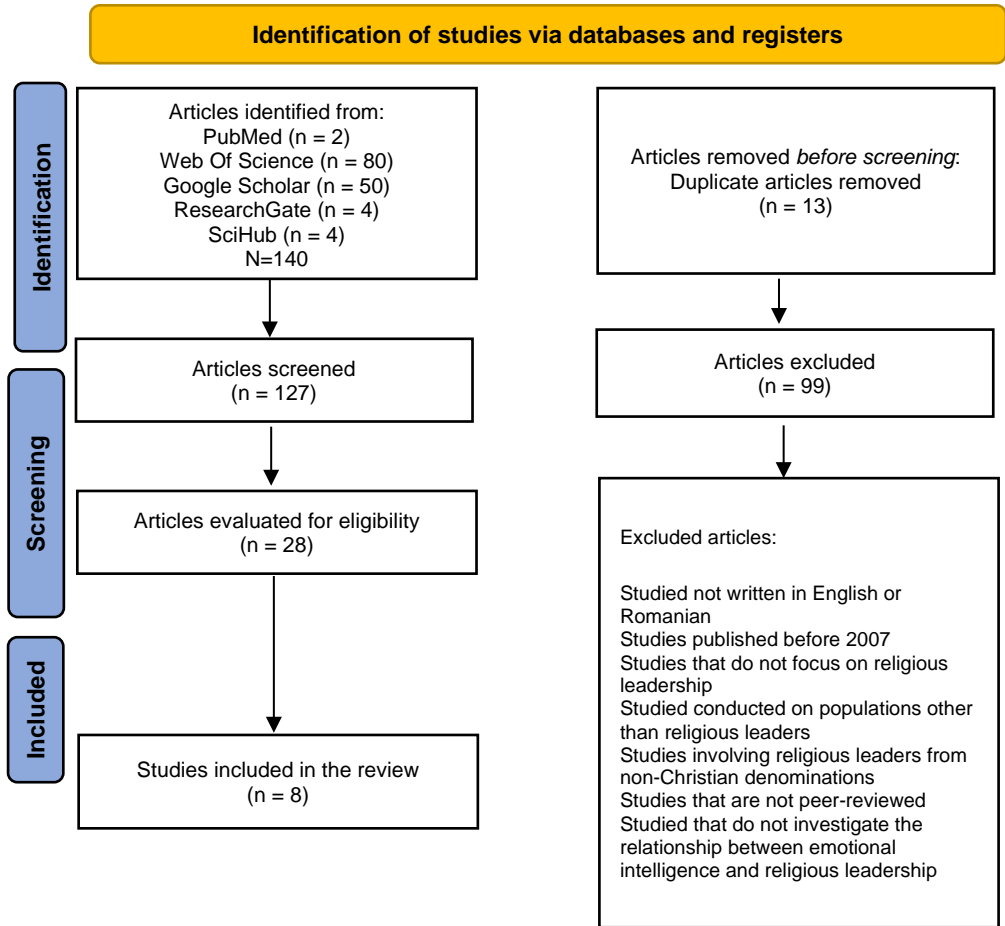 Identification of studies via databases and registers
Identification
Articles identified from:
PubMed (n = 2)
Web Of Science (n = 80)
Google Scholar (n = 50)
ResearchGate (n = 4)
SciHub (n = 4)
N=140
Articles removed before screening:
Duplicate articles removed
(n = 13)
Screening
Articles screened
(n = 127)
Articles excluded
(n = 99)
Articles evaluated for eligibility
(n = 28)
Excluded articles:
Studied not written in English or
Romanian
Studies published before 2007
Studies that do not focus on religious
leadership
Studied conducted on populations other
than religious leaders
Studies involving religious leaders from
non-Christian denominations
Studies that are not peer-reviewed
Studied that do not investigate the
relationship between emotional
intelligence and religious leadership
Included
Studies included in the review
(n = 8)